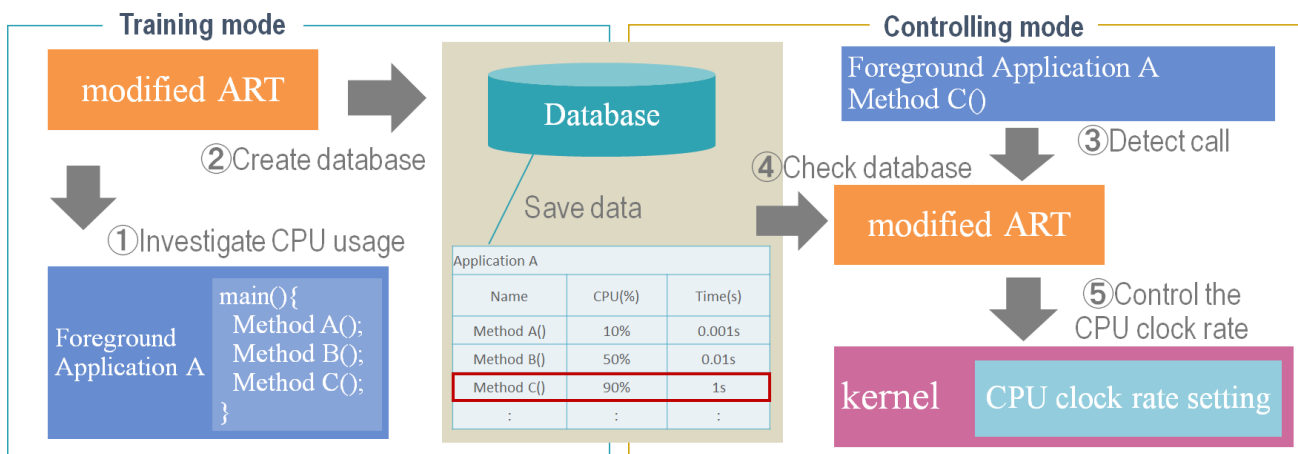 Training mode
modified ART
②Create database
①Investigate CPU usage
Foreground
Application A
main(){
Method A();
Method B();
Method C();
}
Database
Save data
Application A
Name CPU(%) Time(s)
Method A() 10% 0.001s
Method B() 50% 0.01s
Method C() 90% 1s
: : :
Controlling mode
Foreground Application A
Method C()
③Detect call
④Check database
modified ART
⑤Control the
CPU clock rate
kernel
CPU clock rate setting